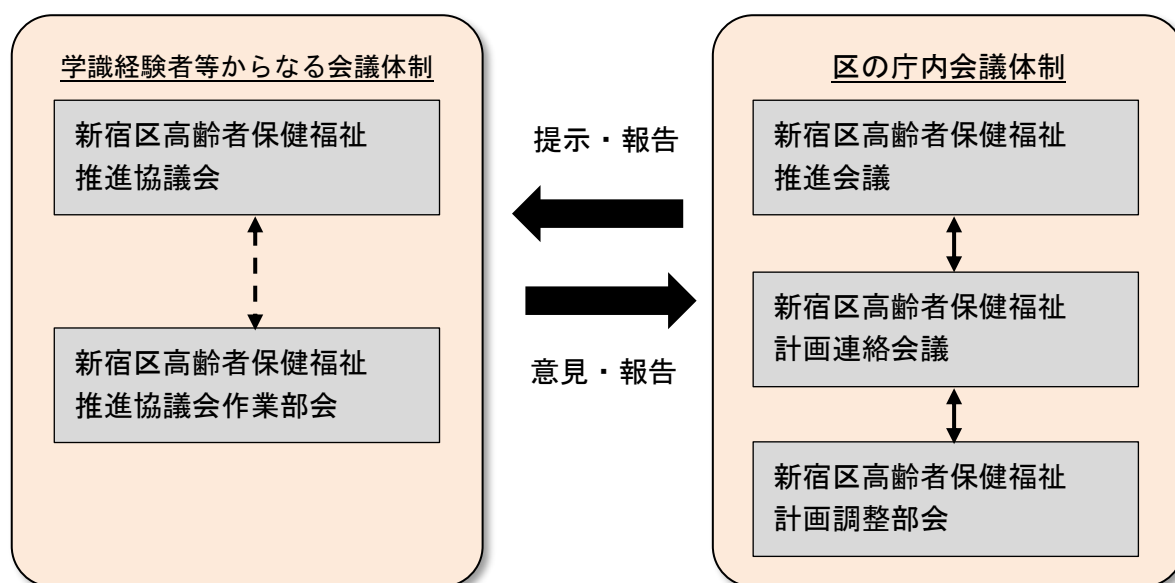 学識経験者等からなる会議体制
新宿区高齢者保健福祉
推進協議会
新宿区高齢者保健福祉
推進協議会作業部会
提示・報告
意見・報告
区の庁内会議体制
新宿区高齢者保健福祉
推進会議
新宿区高齢者保健福祉
計画連絡会議
新宿区高齢者保健福祉
計画調整部会